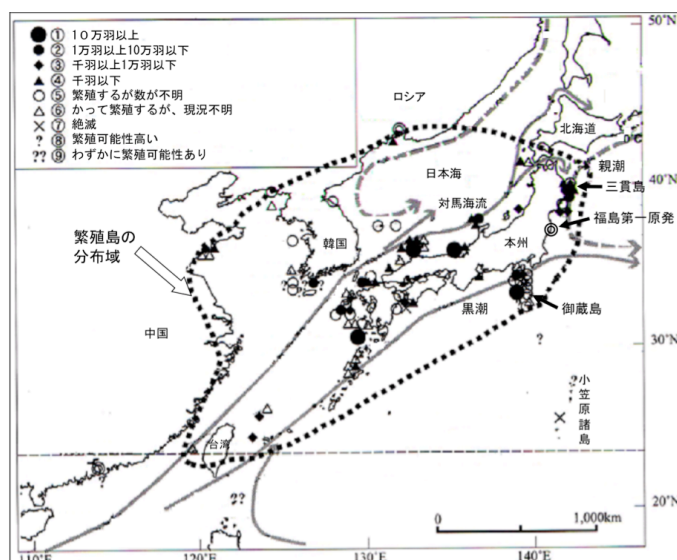 ① 10万羽以上
② 1万羽以上10万羽以下
③ 千羽以上1万羽以下
④ 千羽以下
⑤ 繁殖するが数が不明
⑥ かって繁殖するが、現況不明
⑦ 絶滅
? ⑧ 繁殖可能性高い
?? ⑨ わずかに繁殖可能性あり
50°N
ロシア
北海道
日本海
親潮
40°N
三貫島
対馬海流
福島第一原発
韓国
本州
繁殖島の
分布域
御蔵島
中国
黒潮
?
30°N
小笠原諸島
台湾
??
20°N
0 1,000km
110°E
120°E
130°E
140°E